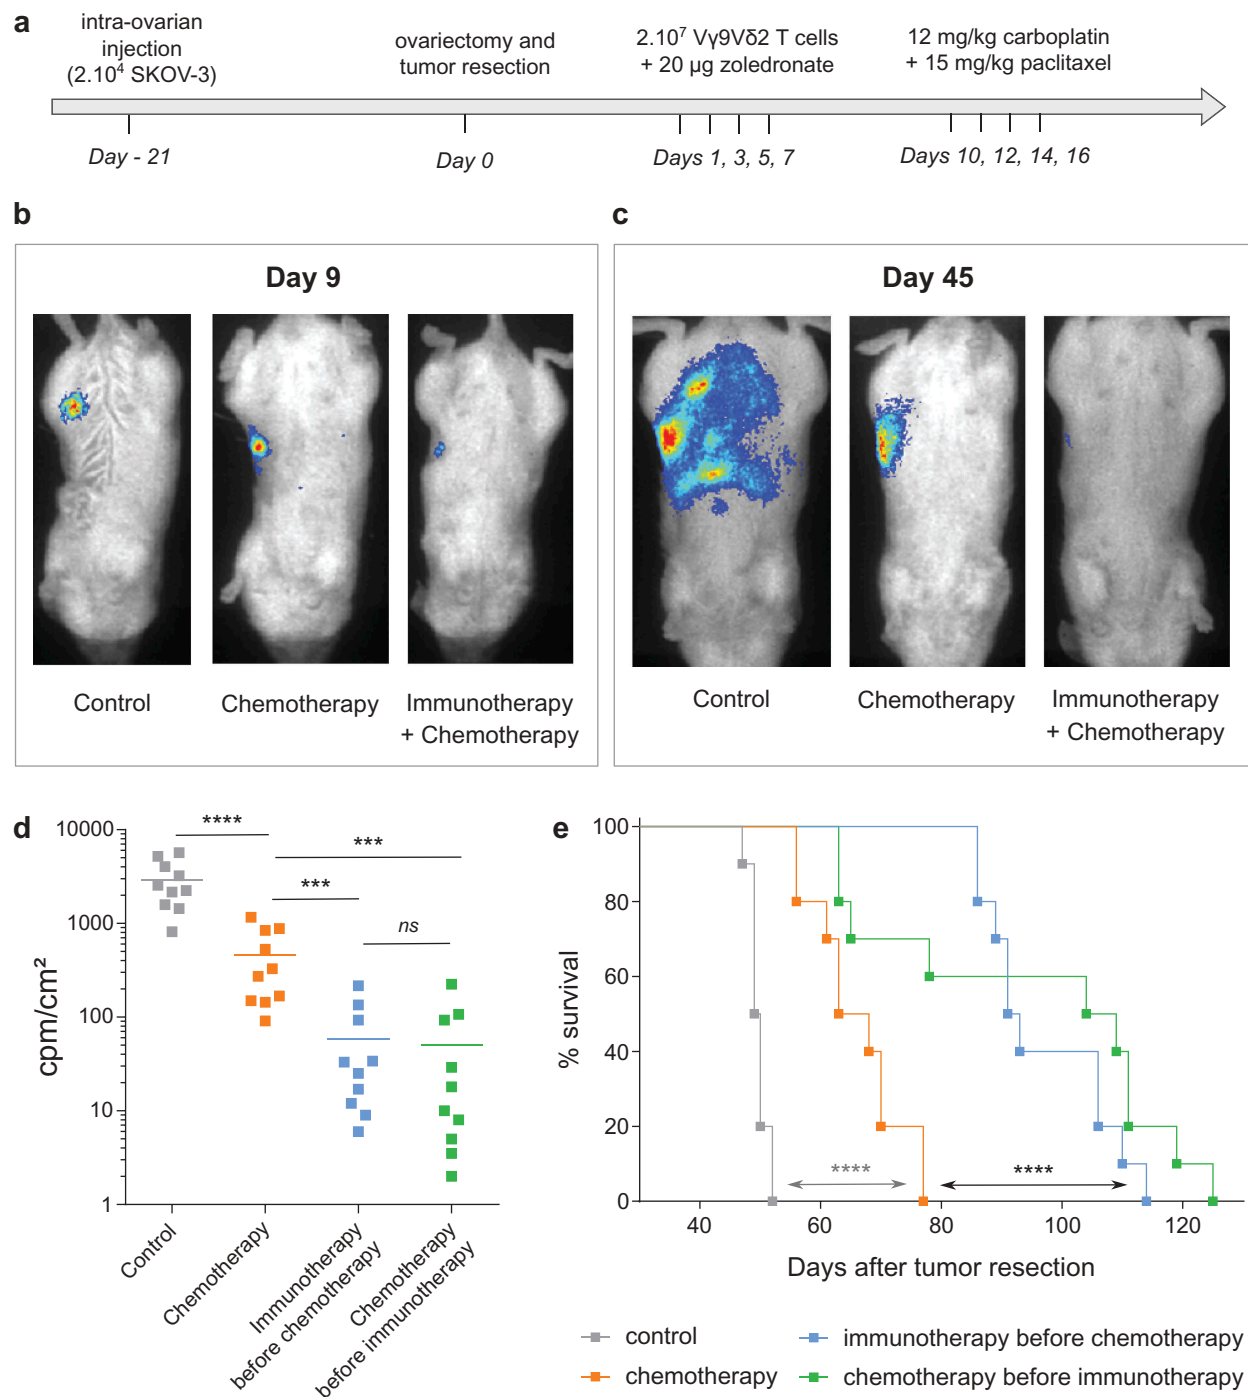 a
intra-ovarian
injection
(2.10⁴ SKOV-3)
ovariectomy and
tumor resection
2.10⁷ Vγ9Vδ2 T cells
+ 20 µg zoledronate
12 mg/kg carboplatin
+ 15 mg/kg paclitaxel
Day - 21
Day 0
Days 1, 3, 5, 7
Days 10, 12, 14, 16
b
Day 9
Control
Chemotherapy
Immunotherapy
+ Chemotherapy
c
Day 45
Control
Chemotherapy
Immunotherapy
+ Chemotherapy
d
cpm/cm²
10000
1000
100
10
1
****
***
***
ns
Control
Chemotherapy
Immunotherapy
before chemotherapy
Chemotherapy
before immunotherapy
e
% survival
100
80
60
40
20
0
****
****
40
60
80
100
120
Days after tumor resection
control
immunotherapy before chemotherapy
chemotherapy
chemotherapy before immunotherapy